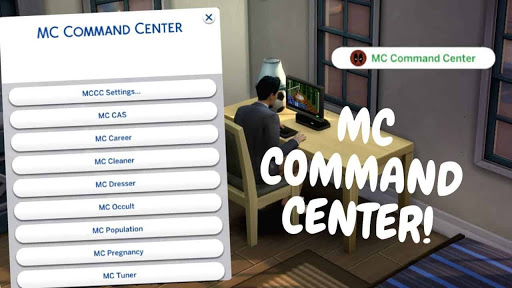 MC COMMAND CENTER
MCCC Settings...
MC CAS
MC Career
MC Cleaner
MC Dresser
MC Occult
MC Population
MC Pregnancy
MC Tuner
MC Command Center
MC
COMMAND
CENTER!